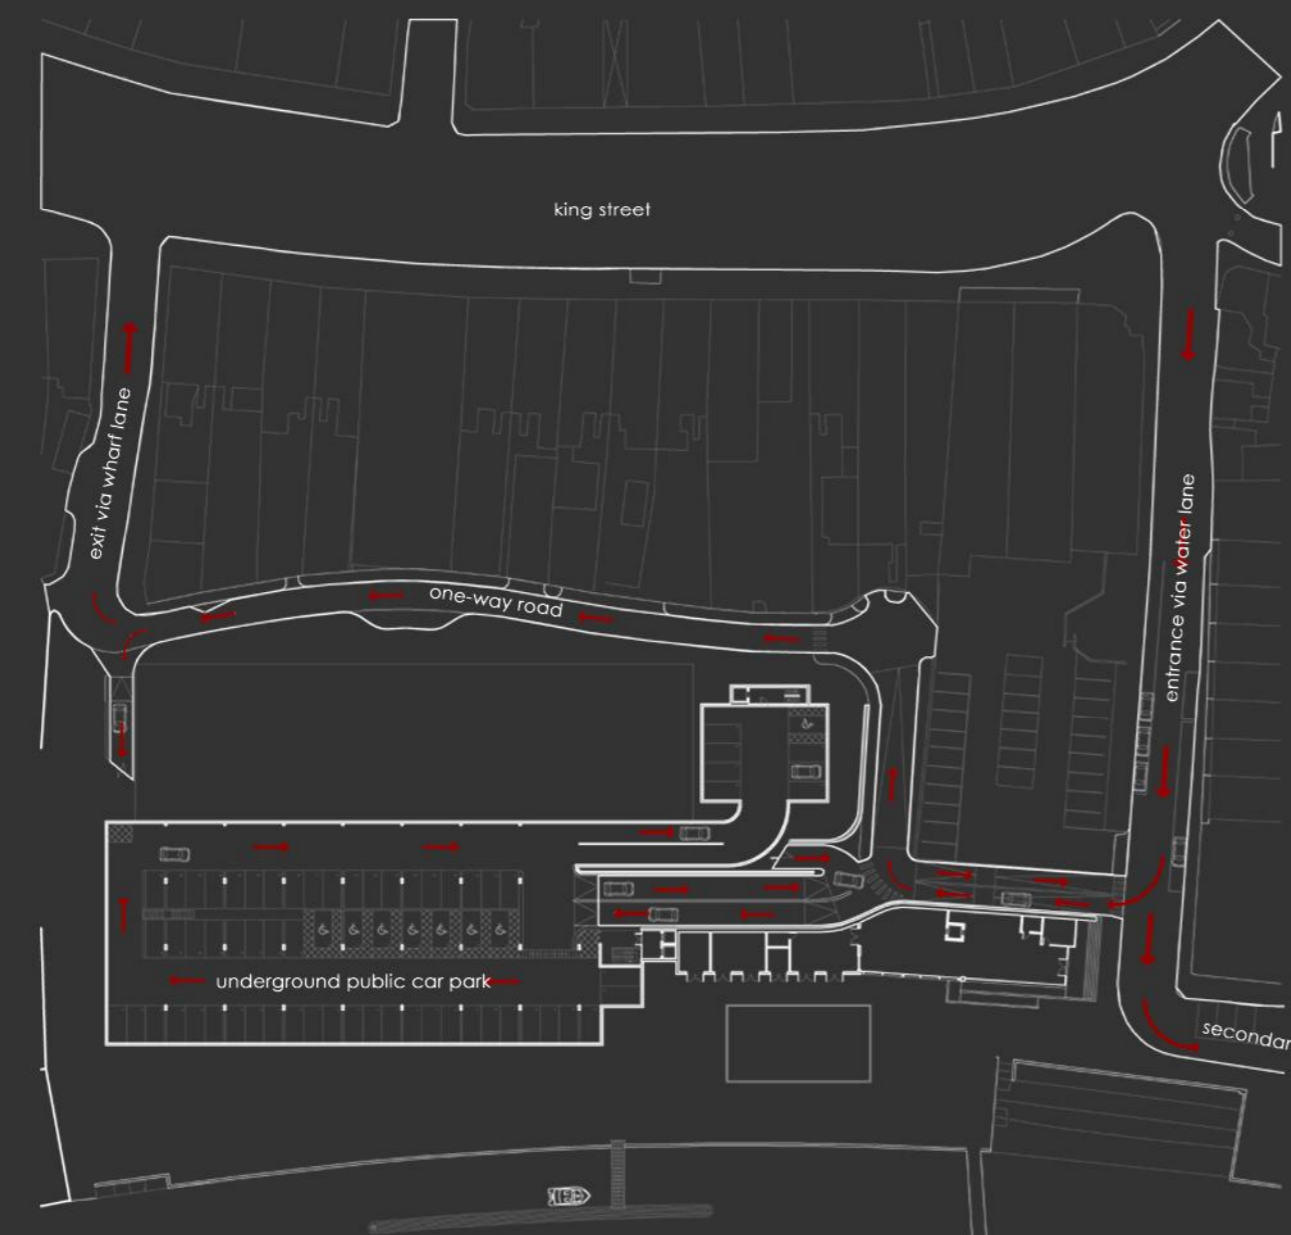 king street
exit via wharf lane
one-way road
entrance via water lane
underground public car park
secondar